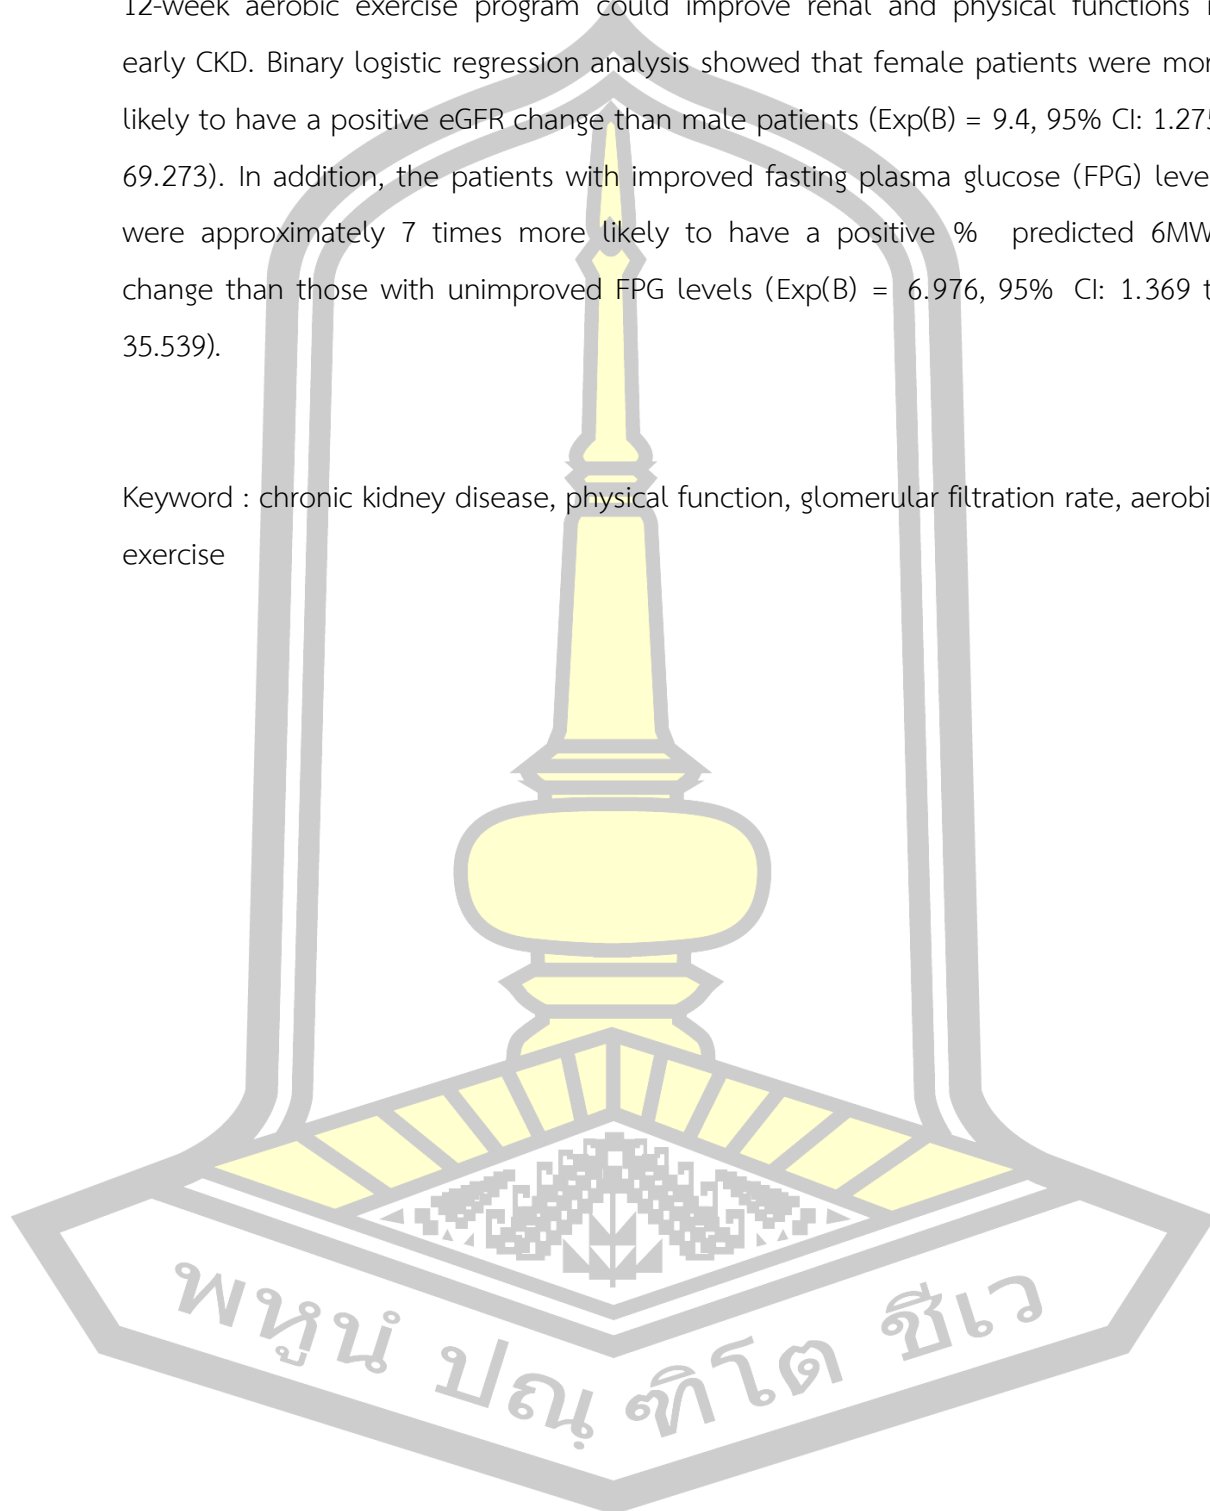 12-week aerobic exercise program could improve renal and physical functions
early CKD. Binary logistic regression analysis showed that female patients were
likely to have a positive eGFR change than male patients (Exp(B) = 9.4, 95% CI: 1.275
69.273). In addition, the patients with improved fasting plasma glucose (FPG)
were approximately 7 times more likely to have a positive % predicted
change than those with unimproved FPG levels (Exp(B) = 6.976, 95% CI: 1.369
35.539).
Keyword : chronic kidney disease, physical function, glomerular filtration rate,
exercise
พหูนํ ปณฺฑิโต ชีเว